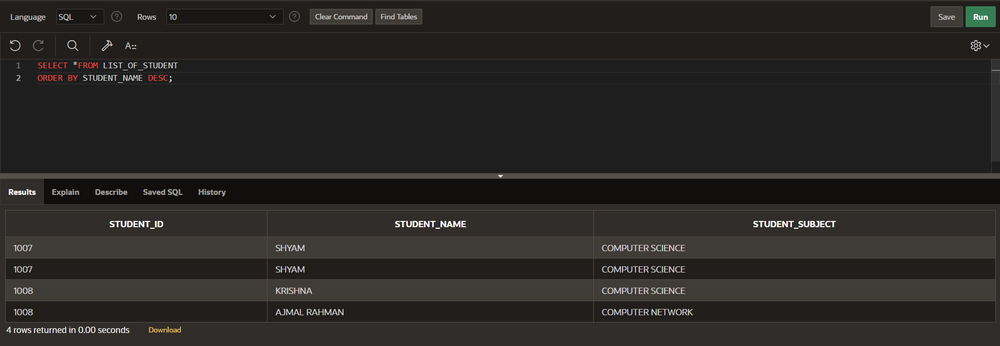 Language SQL ? Rows 10 ? Clear Command Find Tables Save Run
A::
1 SELECT *FROM LIST_OF_STUDENT
2 ORDER BY STUDENT_NAME DESC;
Results Explain Describe Saved SQL History
STUDENT_ID STUDENT_NAME STUDENT_SUBJECT
1007 SHYAM COMPUTER SCIENCE
1007 SHYAM COMPUTER SCIENCE
1008 KRISHNA COMPUTER SCIENCE
1008 AJMAL RAHMAN COMPUTER NETWORK
4 rows returned in 0.00 seconds Download